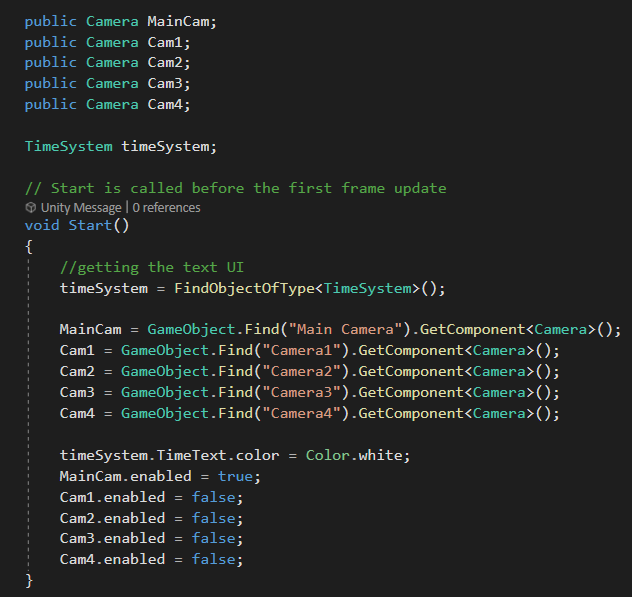 public Camera MainCam;
public Camera Cam1;
public Camera Cam2;
public Camera Cam3;
public Camera Cam4;
TimeSystem timeSystem;
// Start is called before the first frame update
Unity Message | 0 references
void Start()
{
//getting the text UI
timeSystem = FindObjectOfType<TimeSystem>();
MainCam = GameObject.Find("Main Camera").GetComponent<Camera>();
Cam1 = GameObject.Find("Camera1").GetComponent<Camera>();
Cam2 = GameObject.Find("Camera2").GetComponent<Camera>();
Cam3 = GameObject.Find("Camera3").GetComponent<Camera>();
Cam4 = GameObject.Find("Camera4").GetComponent<Camera>();
timeSystem.TimeText.color = Color.white;
MainCam.enabled = true;
Cam1.enabled = false;
Cam2.enabled = false;
Cam3.enabled = false;
Cam4.enabled = false;
}